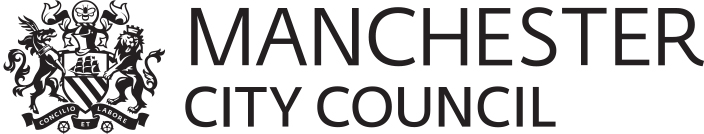 MANCHESTER
CITY COUNCIL
CONCILIO ET LABORE